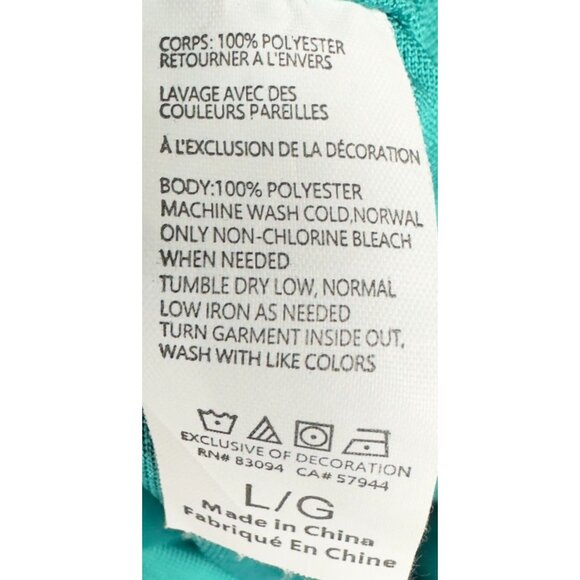 CORPS: 100% POLYESTER
RETOURNER A L'ENVERS
LAVAGE AVEC DES
COULEURS PAREILLES
À L'EXCLUSION DE LA DÉCORATION
BODY:100% POLYESTER
MACHINE WASH COLD,NORWAL
ONLY NON-CHLORINE BLEACH
WHEN NEEDED
TUMBLE DRY LOW, NORMAL
LOW IRON AS NEEDED
TURN GARMENT INSIDE OUT,
WASH WITH LIKE COLORS
EXCLUSIVE OF DECORATION
RN# 83094 CA# 57944
L/G
Made in China
Fabriqué En Chine